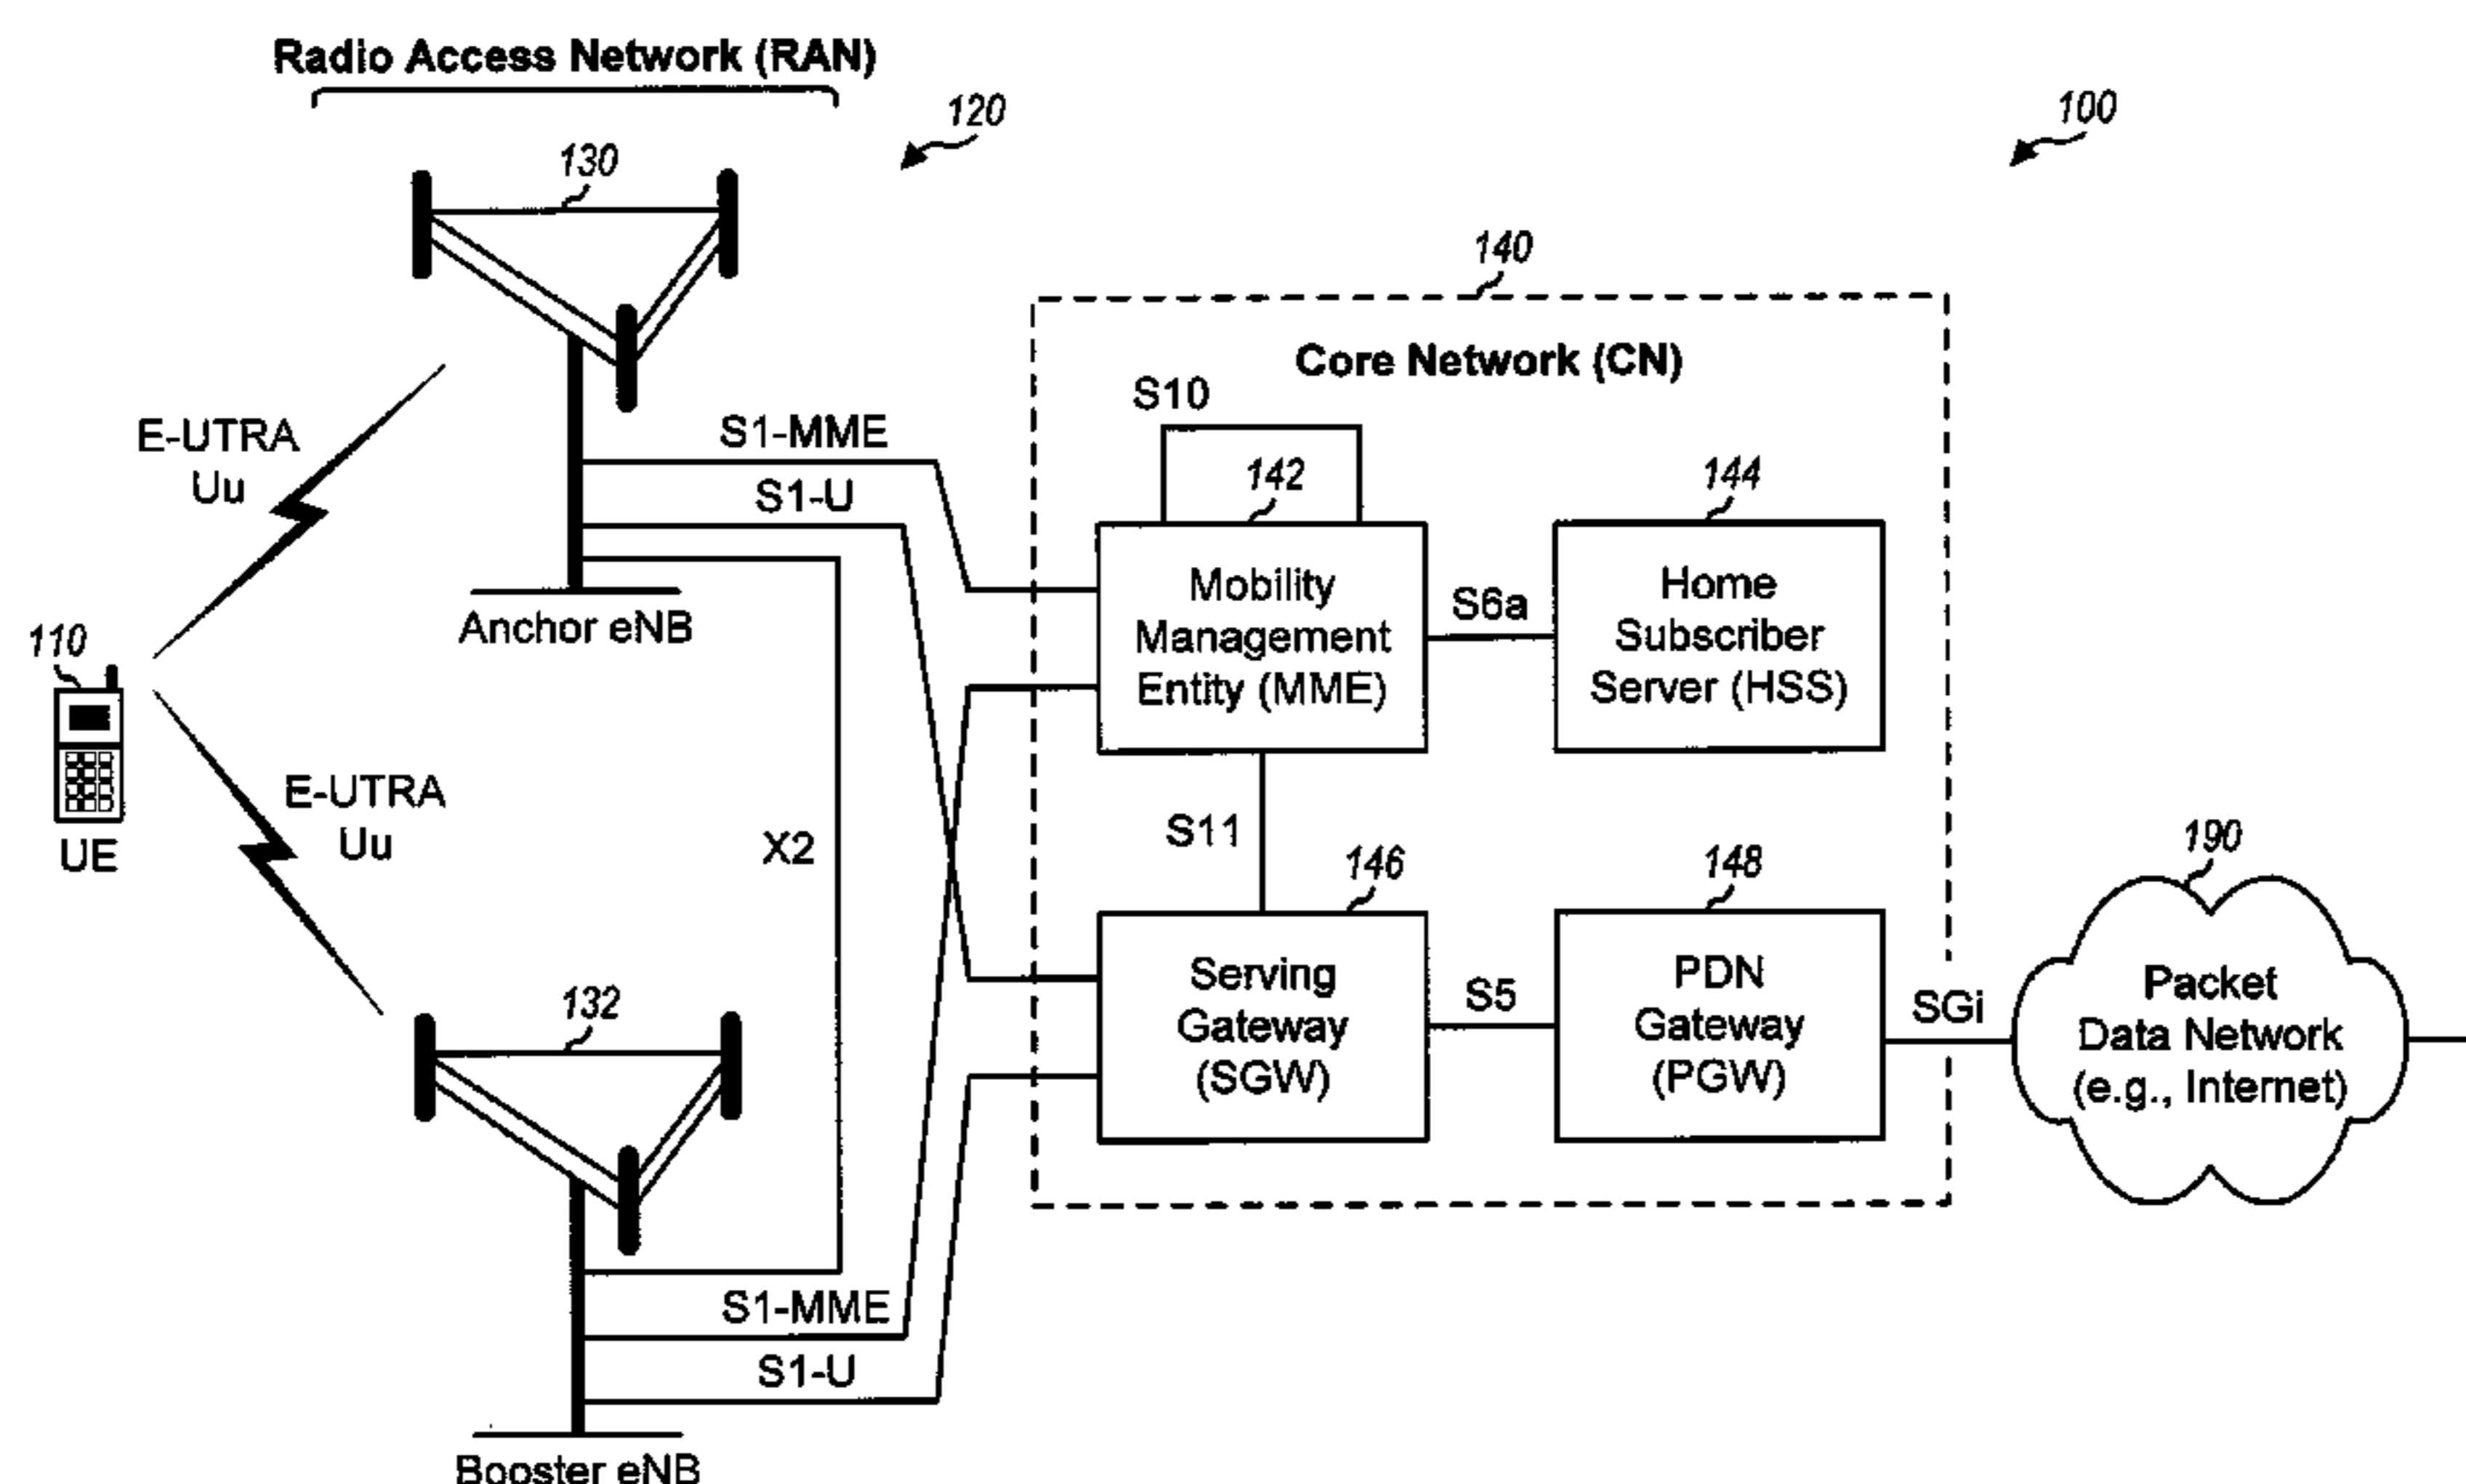 Radio Access Network (RAN)
120
100
130
140
Core Network (CN)
S10
E-UTRA
Uu
S1-MME
S1-U
142
144
Mobility
Management
Entity (MME)
S6a
Home
Subscriber
Server (HSS)
Anchor eNB
110
UE
E-UTRA
Uu
X2
S11
146
148
190
132
Serving
Gateway
(SGW)
S5
PDN
Gateway
(PGW)
SGi
Packet
Data Network
(e.g., Internet)
S1-MME
S1-U
Booster eNB